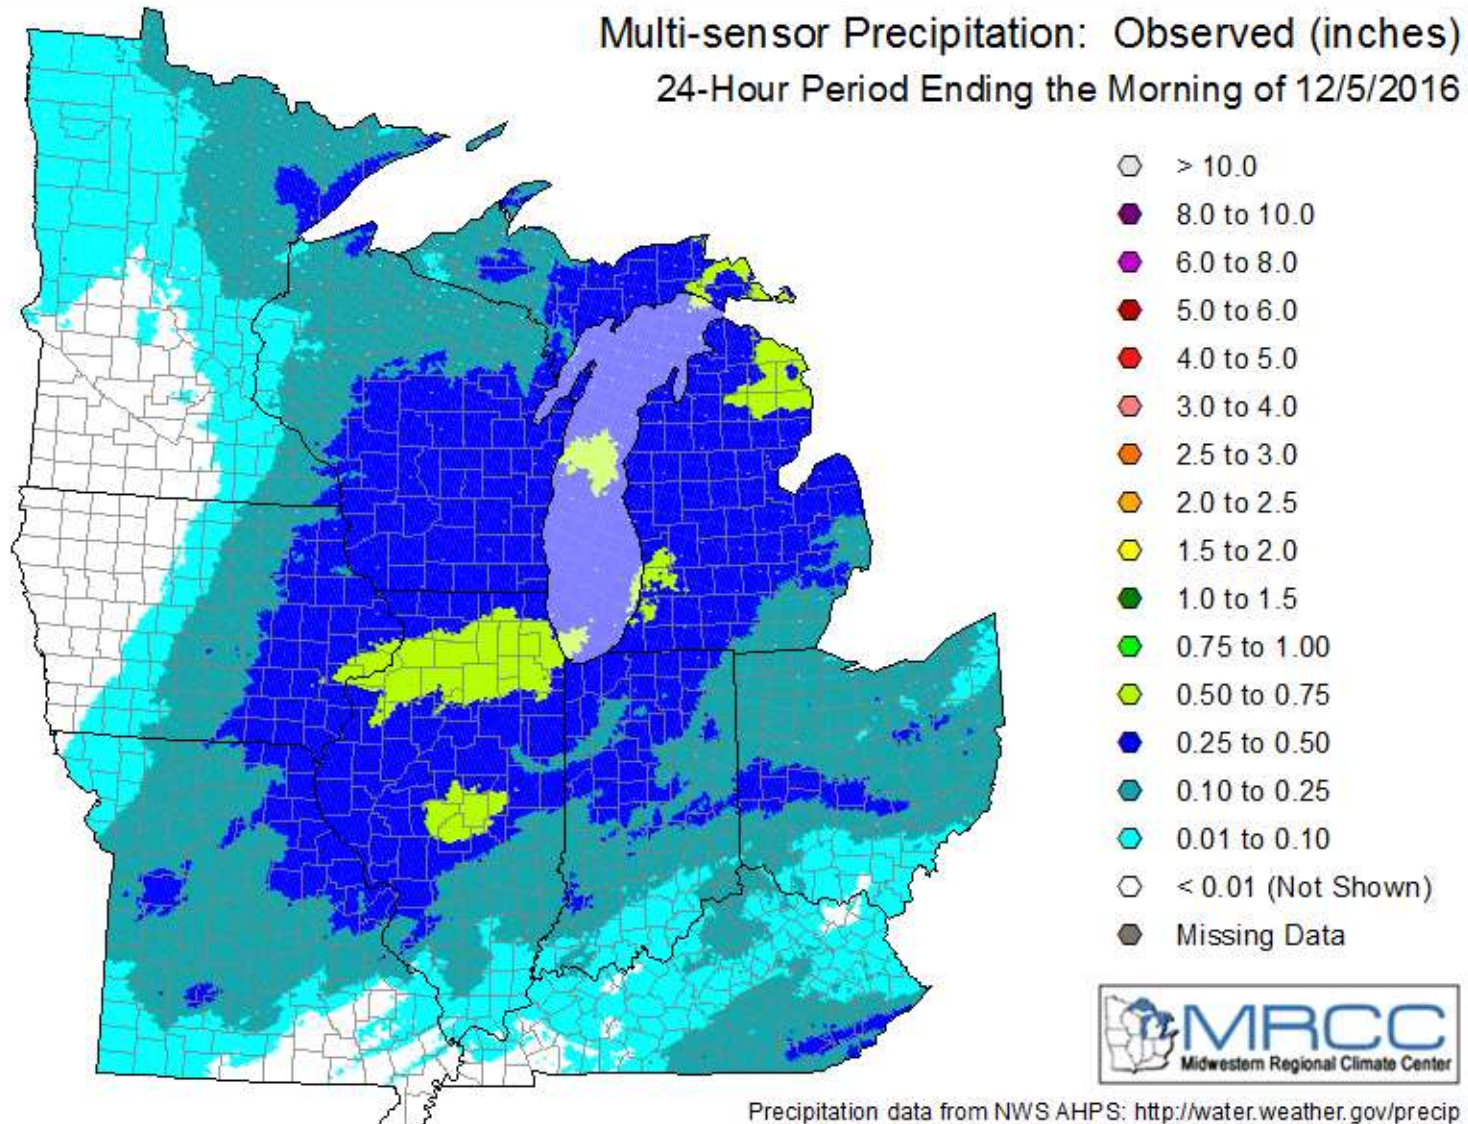 Multi-sensor Precipitation: Observed (inches)
24-Hour Period Ending the Morning of 12/5/2016
> 10.0
8.0 to 10.0
6.0 to 8.0
5.0 to 6.0
4.0 to 5.0
3.0 to 4.0
2.5 to 3.0
2.0 to 2.5
1.5 to 2.0
1.0 to 1.5
0.75 to 1.00
0.50 to 0.75
0.25 to 0.50
0.10 to 0.25
0.01 to 0.10
< 0.01 (Not Shown)
Missing Data
MRCC
Midwestern Regional Climate Center
Precipitation data from NWS AHPS: http://water.weather.gov/precip